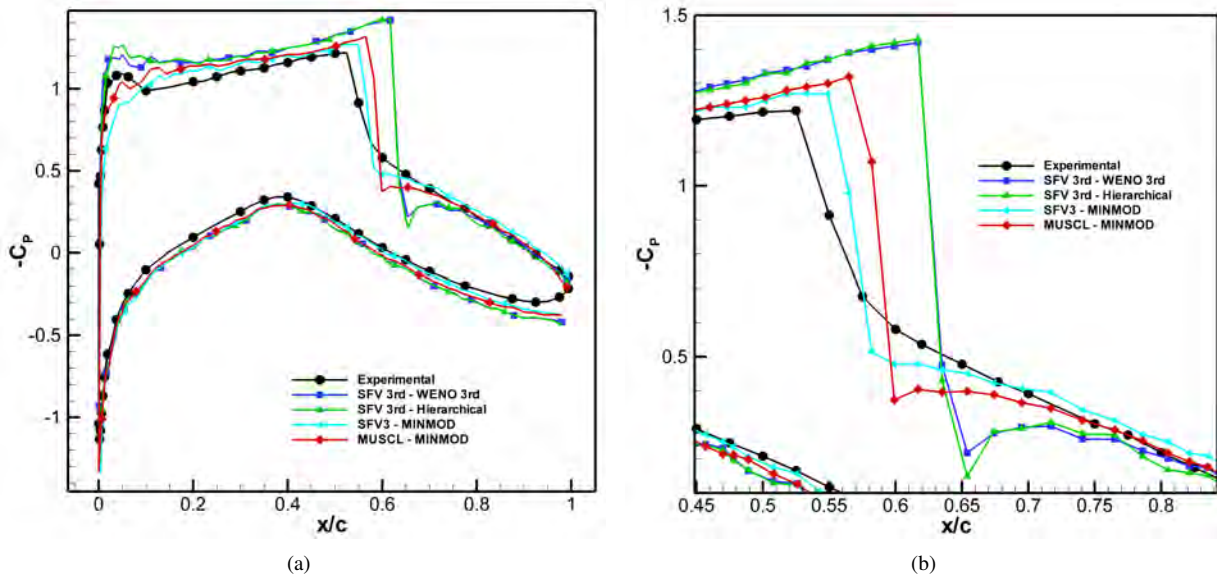 -C_P
1
0.5
0
-0.5
-1
0
0.2
0.4
0.6
0.8
1
x/c
Experimental
SFV 3rd - WENO 3rd
SFV 3rd - Hierarchical
SFV3 - MINMOD
MUSCL - MINMOD
(a)
-C_P
1.5
1
0.5
0.45
0.5
0.55
0.6
0.65
0.7
0.75
0.8
x/c
Experimental
SFV 3rd - WENO 3rd
SFV 3rd - Hierarchical
SFV3 - MINMOD
MUSCL - MINMOD
(b)